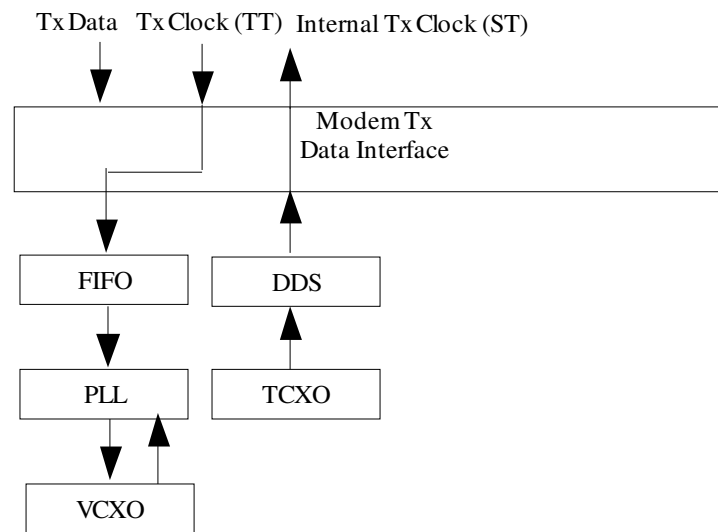 Tx Data Tx Clock (TT) Internal Tx Clock (ST)
Modem Tx
Data Interface
FIFO DDS
PLL TCXO
VCXO